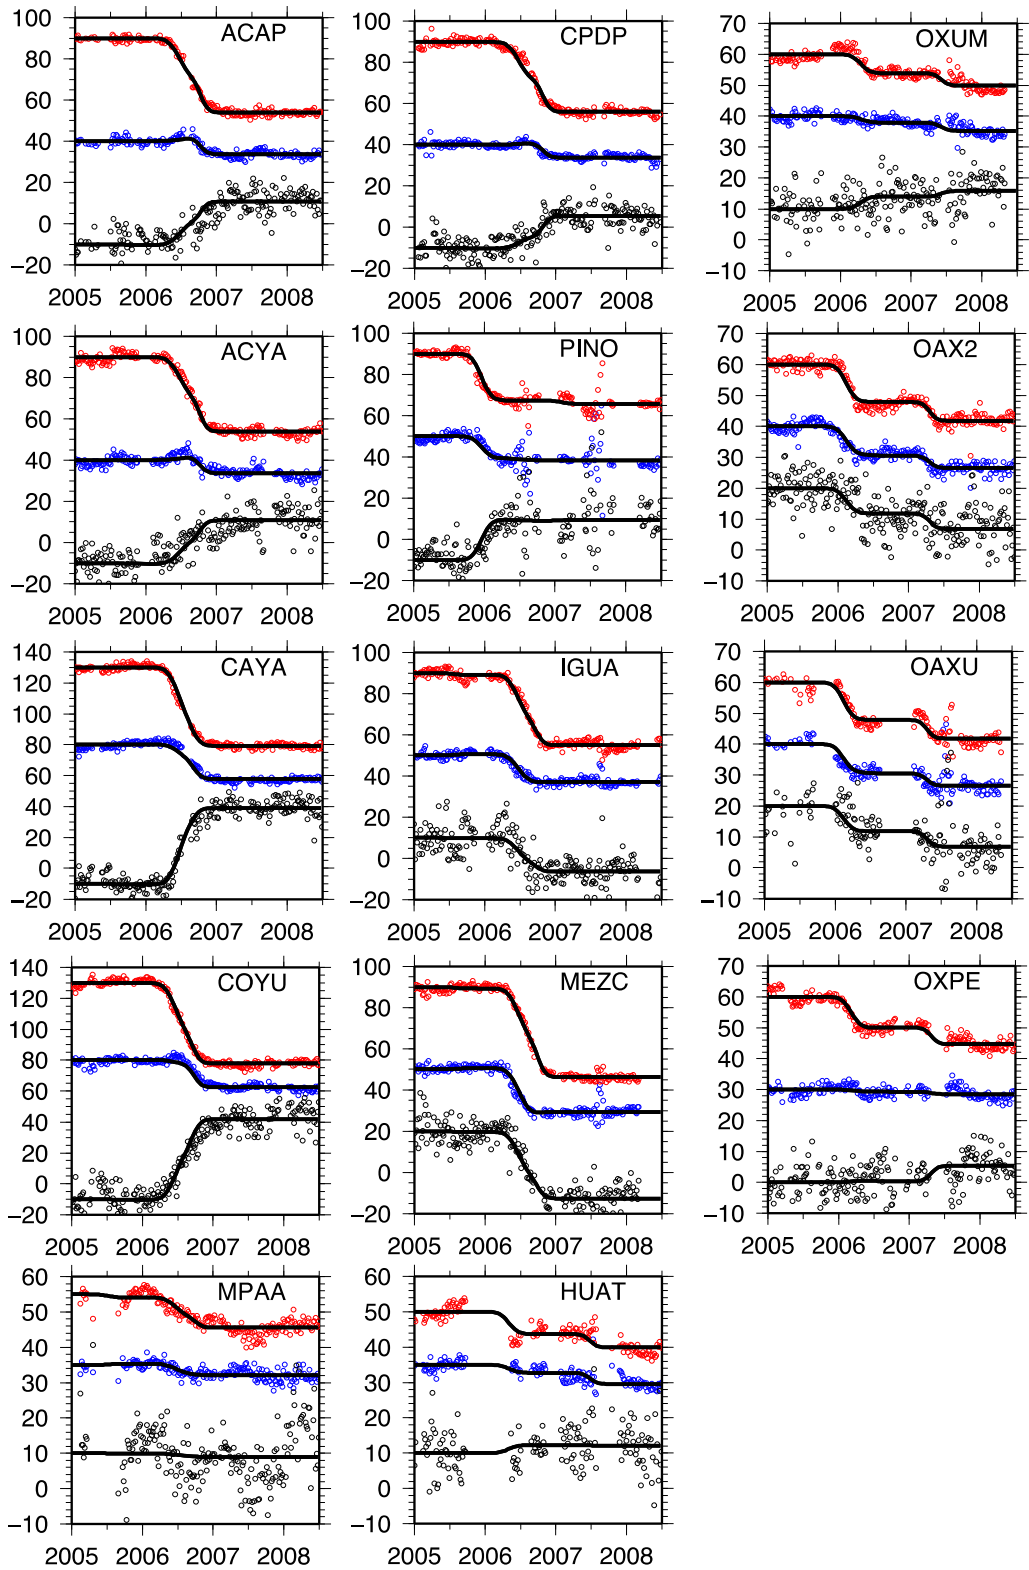 100 100 70
ACAP CPDP OXUM
80 80 60
60 60 50
40 40 40
20 20 30
0 0 20
−20 −20 10
0
−10
2005 2006 2007 2008 2005 2006 2007 2008 2005 2006 2007 2008
100 100 70
ACYA PINO OAX2
80 80 60
60 60 50
40 40 40
20 20 30
0 0 20
−20 −20 10
0
−10
2005 2006 2007 2008 2005 2006 2007 2008 2005 2006 2007 2008
140 100 70
CAYA IGUA OAXU
120 80 60
100 60 50
80 40 40
60 20 30
40 0 20
20 −20 10
0 0
−20 −10
2005 2006 2007 2008 2005 2006 2007 2008 2005 2006 2007 2008
140 100 70
COYU MEZC OXPE
120 80 60
100 60 50
80 40 40
60 20 30
40 0 20
20 −20 10
0 0
−20 −10
2005 2006 2007 2008 2005 2006 2007 2008 2005 2006 2007 2008
60 60
MPAA HUAT
50 50
40 40
30 30
20 20
10 10
0 0
−10 −10
2005 2006 2007 2008 2005 2006 2007 2008